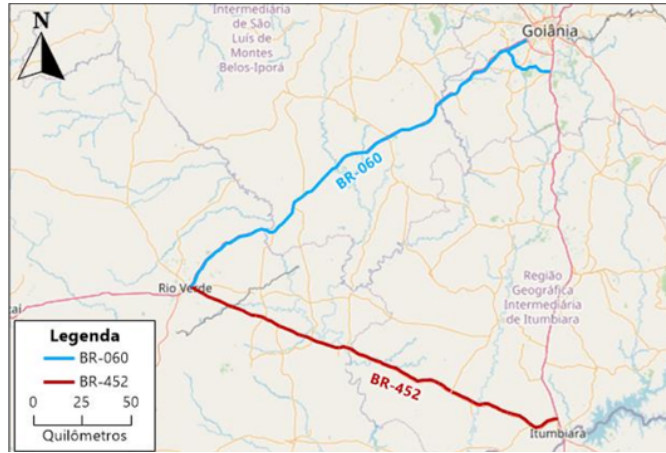 N
Intermediária
de São
Luís de
Montes
Belos-Iporá
Goiânia
BR-060
Rio Verde
Região
Geográfica
Intermediária
de Itumbiara
BR-452
Itumbiara
Legenda
BR-060
BR-452
0 25 50
Quilômetros